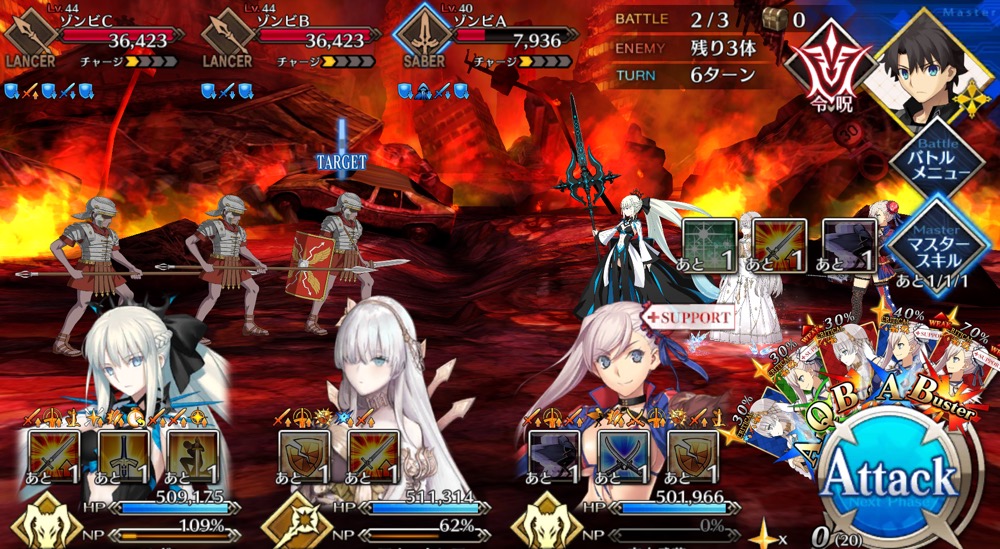 Lv.44
ゾンビC
36,423
LANCER
チャージ
Lv.44
ゾンビB
36,423
LANCER
チャージ
Lv.40
ゾンビA
7,936
SABER
チャージ
BATTLE 2/3
0
ENEMY 残り3体
TURN 6ターン
Master
令呪
Battle
バトル
メニュー
Master
マスター
スキル
あと1/1/1
TARGET
あと 1
あと 1
あと 1
+SUPPORT
30%
30%
30%
40%
70%
A
Q
B
A
Buster
Attack
Next Phase
あと1
あと1
あと1
HP 509,175
NP 109%
あと1
あと1
HP 511,314
NP 62%
あと1
あと1
あと1
HP 501,966
NP 0%
x 0(20)